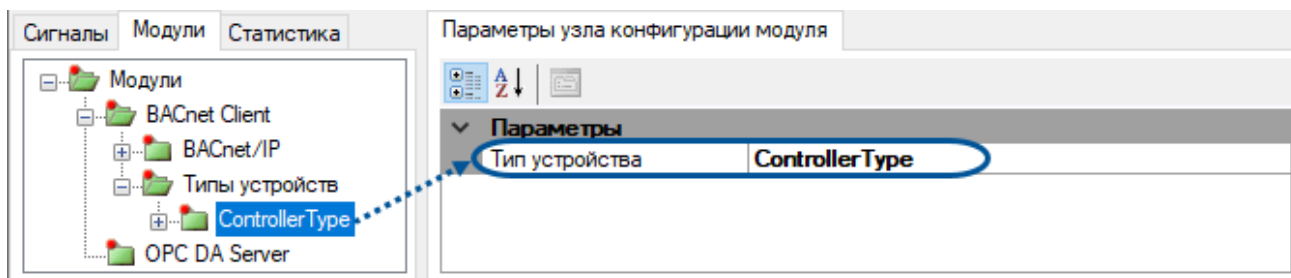 Сигналы Модули Статистика
Модули
BACnet Client
BACnet/IP
Типы устройств
ControllerType
OPC DA Server
Параметры узла конфигурации модуля
A
Z
Параметры
Тип устройства ControllerType